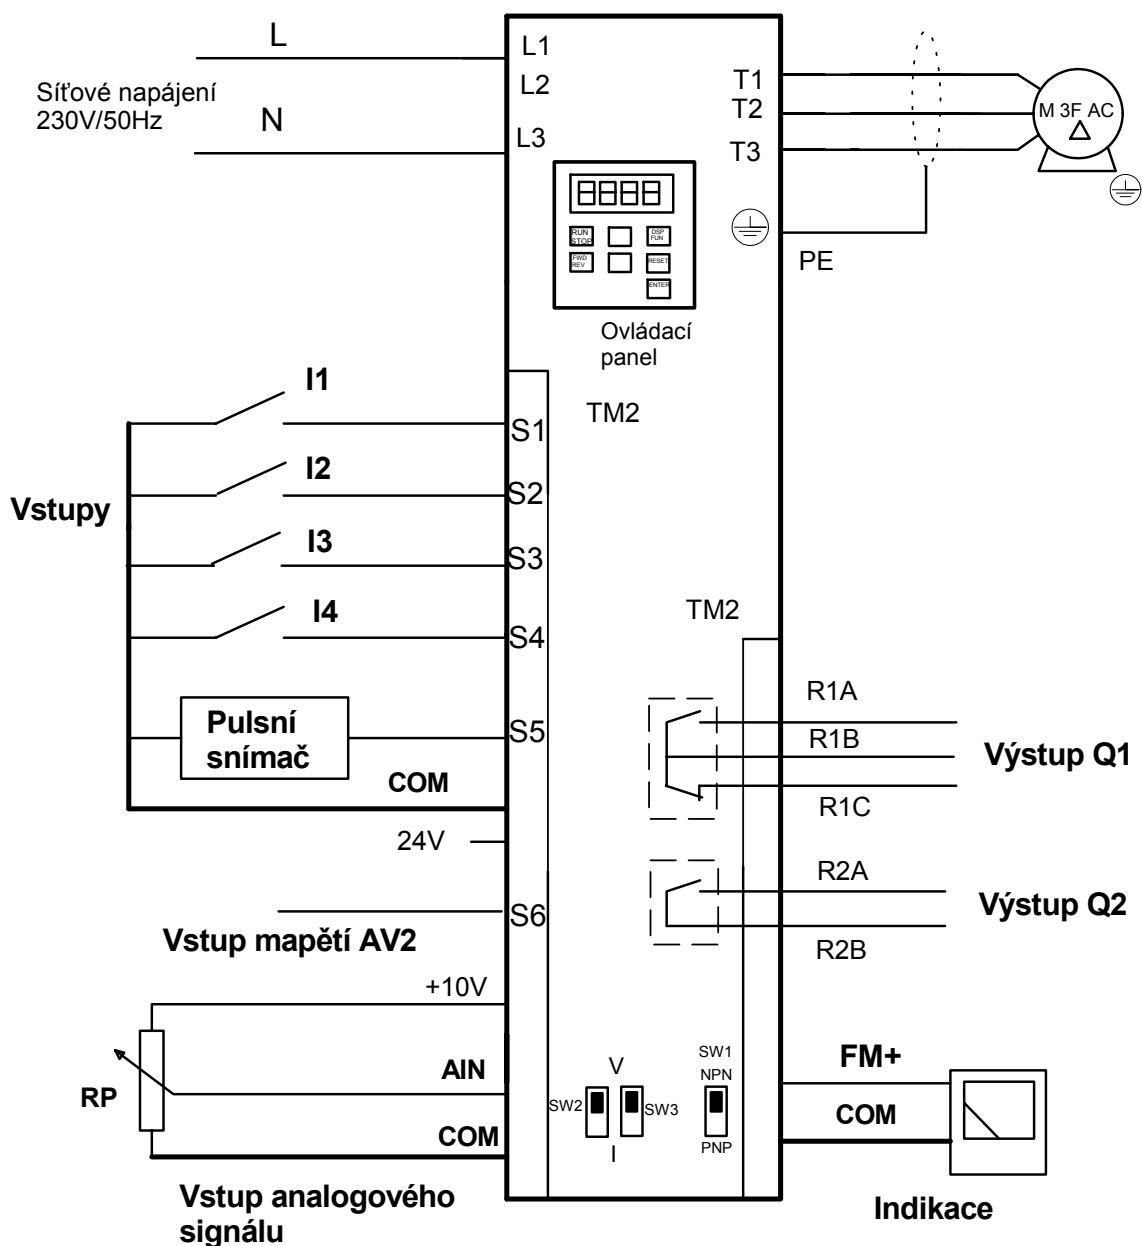 L
Síťové napájení
230V/50Hz
N
L1
L2
L3
T1
T2
T3
M 3F AC
PE
RUN
STOP
DSP
FUN
FWD
REV
RESET
ENTER
Ovládací
panel
TM2
Vstupy
I1
S1
I2
S2
I3
S3
I4
S4
Pulsní
snímač
S5
COM
24V
S6
Vstup mapětí AV2
+10V
RP
AIN
COM
Vstup analogového
signálu
TM2
R1A
R1B
R1C
Výstup Q1
R2A
R2B
Výstup Q2
V
SW2
SW3
I
SW1
NPN
PNP
FM+
COM
Indikace